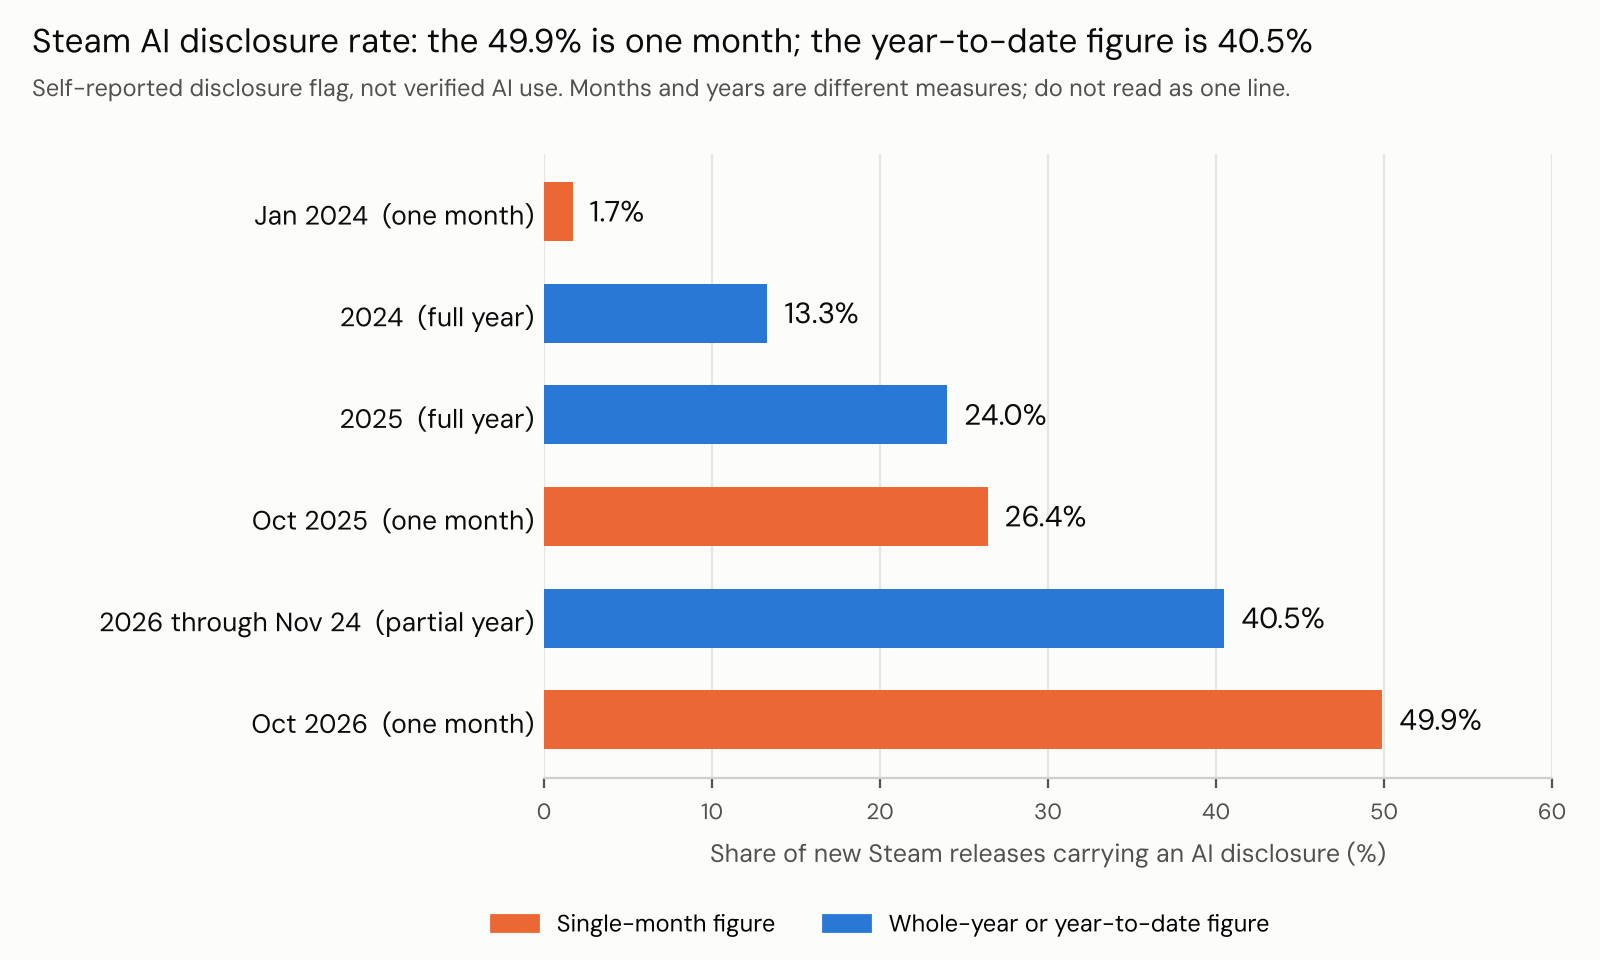 Steam AI disclosure rate: the 49.9% is one month; the year-to-date figure is 40.5%
Self-reported disclosure flag, not verified AI use. Months and years are different measures; do not read as one line.
Jan 2024 (one month) 1.7%
2024 (full year) 13.3%
2025 (full year) 24.0%
Oct 2025 (one month) 26.4%
2026 through Nov 24 (partial year) 40.5%
Oct 2026 (one month) 49.9%
0 10 20 30 40 50 60
Share of new Steam releases carrying an AI disclosure (%)
Single-month figure Whole-year or year-to-date figure